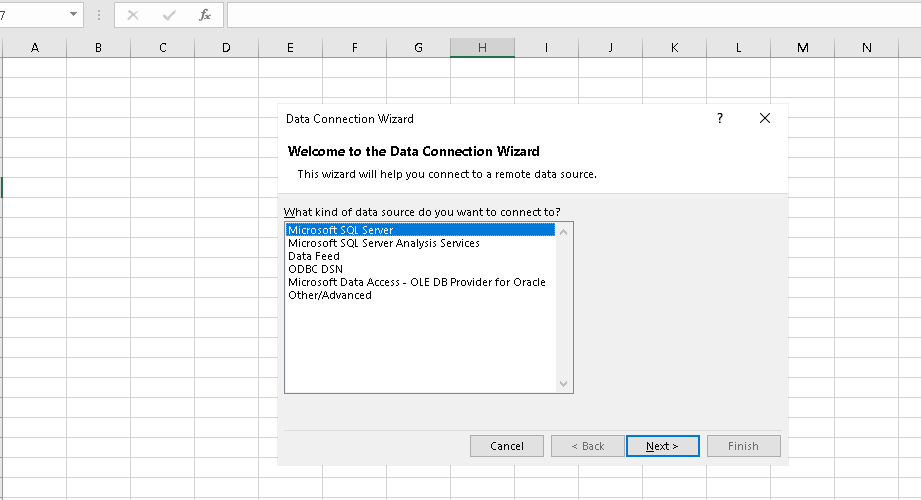 7 fx
A B C D E F G H I J K L M N
Data Connection Wizard ?
Welcome to the Data Connection Wizard
This wizard will help you connect to a remote data source.
What kind of data source do you want to connect to?
Microsoft SQL Server
Microsoft SQL Server Analysis Services
Data Feed
ODBC DSN
Microsoft Data Access - OLE DB Provider for Oracle
Other/Advanced
Cancel < Back Next > Finish